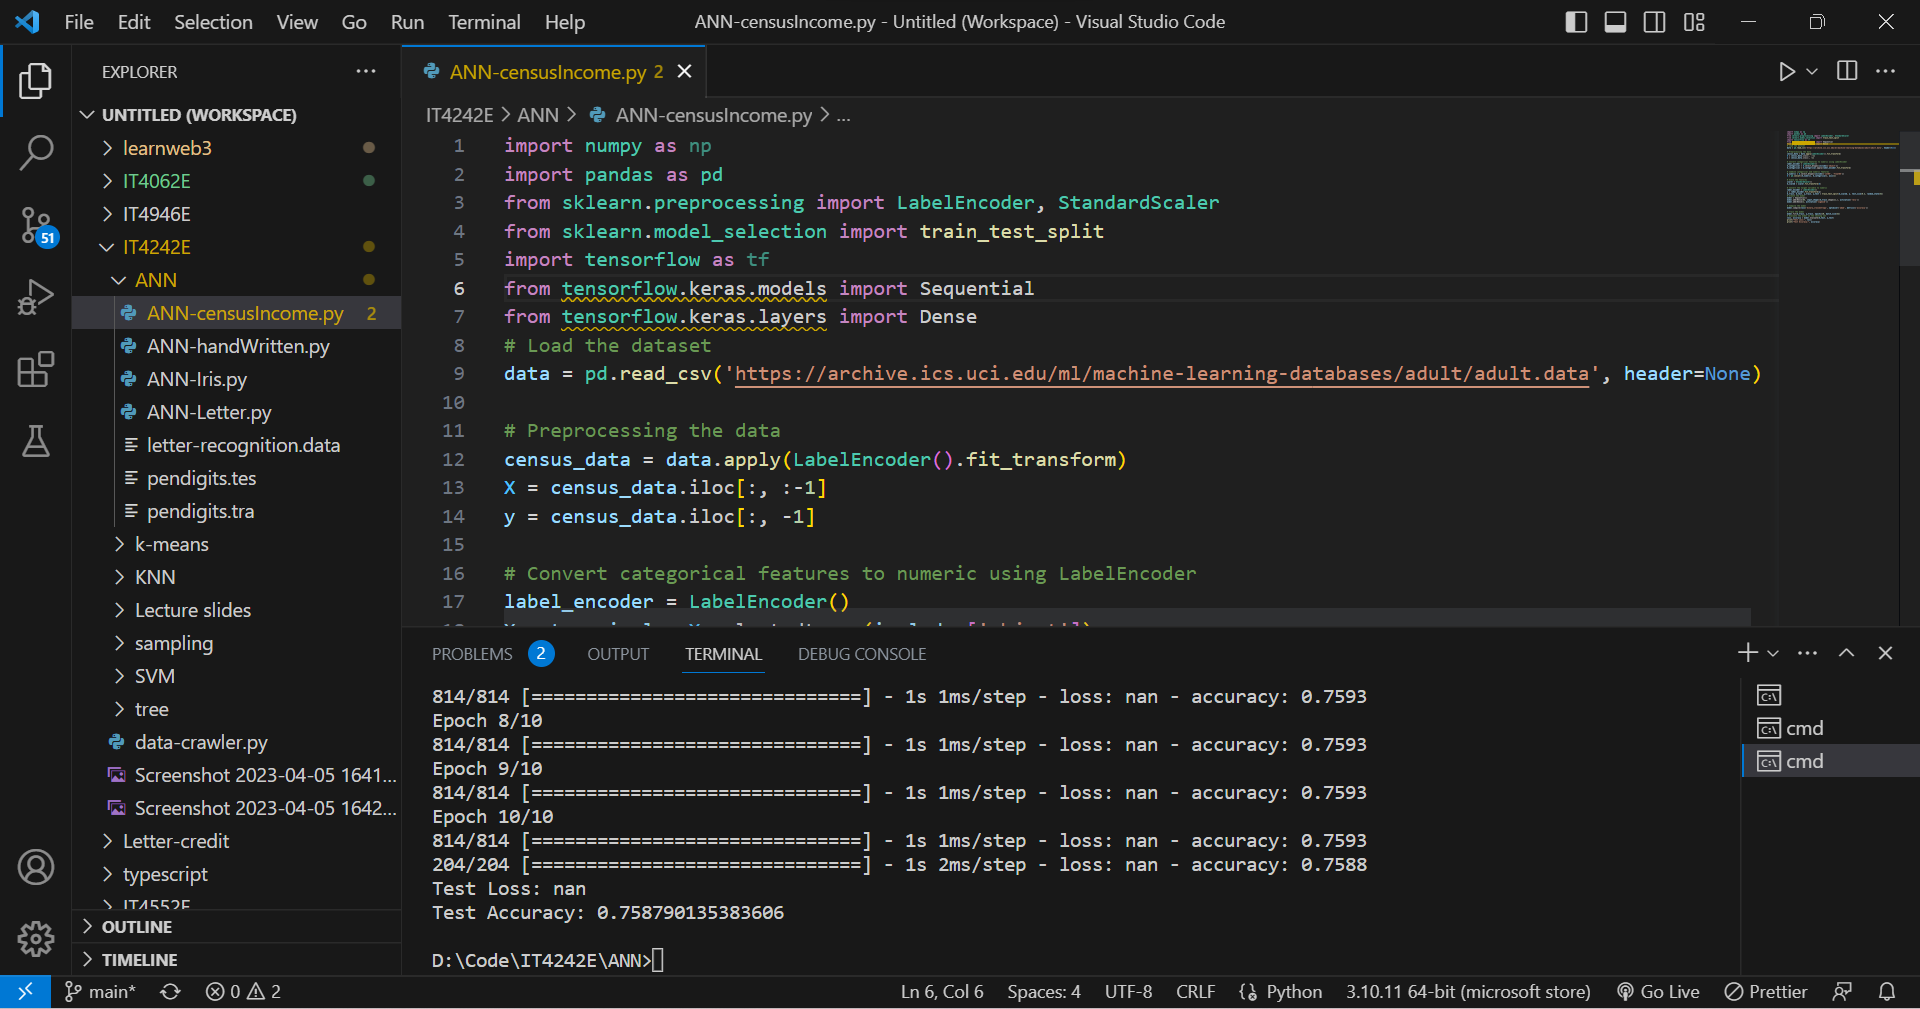 File Edit Selection View Go Run Terminal Help
ANN-censusIncome.py - Untitled (Workspace) - Visual Studio Code
EXPLORER
UNTITLED (WORKSPACE)
learnweb3
IT4062E
IT4946E
IT4242E
ANN
ANN-censusIncome.py 2
ANN-handWritten.py
ANN-Iris.py
ANN-Letter.py
letter-recognition.data
pendigits.tes
pendigits.tra
k-means
KNN
Lecture slides
sampling
SVM
tree
data-crawler.py
Screenshot 2023-04-05 1641...
Screenshot 2023-04-05 1642...
Letter-credit
typescript
IT4552E
OUTLINE
TIMELINE
51
ANN-censusIncome.py 2
IT4242E > ANN > ANN-censusIncome.py > ...
1 import numpy as np
2 import pandas as pd
3 from sklearn.preprocessing import LabelEncoder, StandardScaler
4 from sklearn.model_selection import train_test_split
5 import tensorflow as tf
6 from tensorflow.keras.models import Sequential
7 from tensorflow.keras.layers import Dense
8 # Load the dataset
9 data = pd.read_csv('https://archive.ics.uci.edu/ml/machine-learning-databases/adult/adult.data', header=None)
10
11 # Preprocessing the data
12 census_data = data.apply(LabelEncoder().fit_transform)
13 X = census_data.iloc[:, :-1]
14 y = census_data.iloc[:, -1]
15
16 # Convert categorical features to numeric using LabelEncoder
17 label_encoder = LabelEncoder()
PROBLEMS 2 OUTPUT TERMINAL DEBUG CONSOLE
814/814 [==============================] - 1s 1ms/step - loss: nan - accuracy: 0.7593
Epoch 8/10
814/814 [==============================] - 1s 1ms/step - loss: nan - accuracy: 0.7593
Epoch 9/10
814/814 [==============================] - 1s 1ms/step - loss: nan - accuracy: 0.7593
Epoch 10/10
814/814 [==============================] - 1s 1ms/step - loss: nan - accuracy: 0.7593
204/204 [==============================] - 1s 2ms/step - loss: nan - accuracy: 0.7588
Test Loss: nan
Test Accuracy: 0.758790135383606
D:\Code\IT4242E\ANN>
cmd
cmd
main* 0 2 Ln 6, Col 6 Spaces: 4 UTF-8 CRLF Python 3.10.11 64-bit (microsoft store) Go Live Prettier